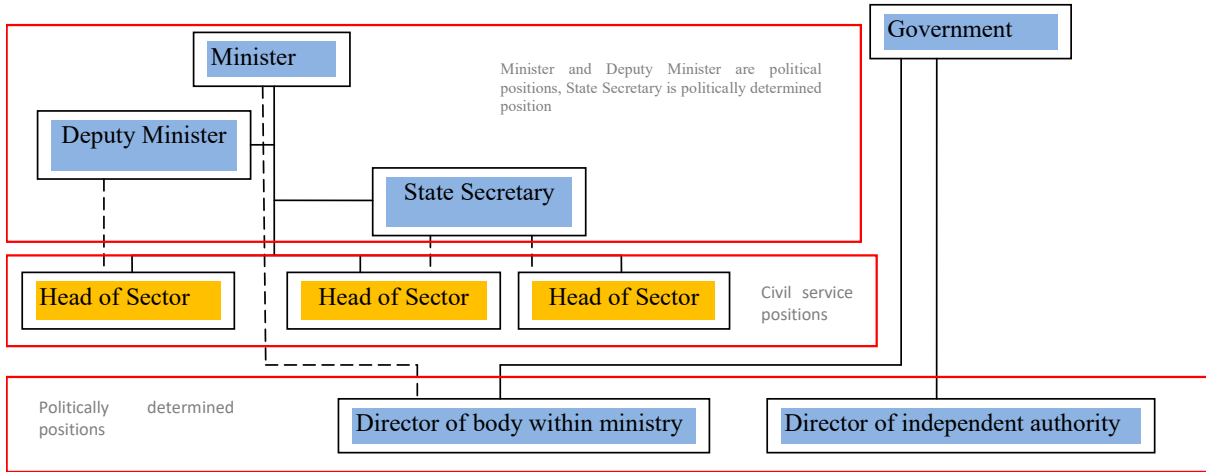 Government
Minister
Minister and Deputy Minister are political
positions, State Secretary is politically determined
position
Deputy Minister
State Secretary
Head of Sector
Head of Sector
Head of Sector
Civil service
positions
Politically determined
positions
Director of body within ministry
Director of independent authority